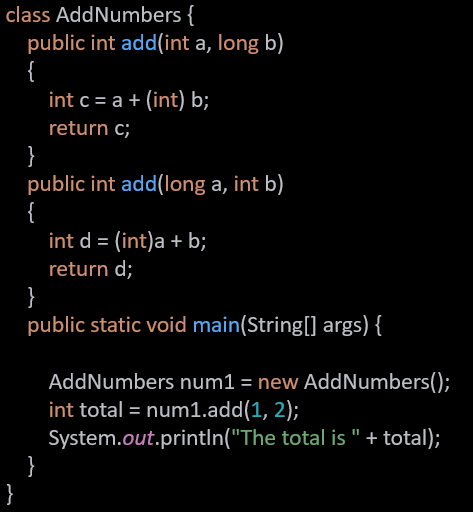 class AddNumbers {
public int add(int a, long b)
{
int c = a + (int) b;
return c;
}
public int add(long a, int b)
{
int d = (int)a + b;
return d;
}
public static void main(String[] args) {
AddNumbers num1 = new AddNumbers();
int total = num1.add(1, 2);
System.out.println("The total is " + total);
}
}